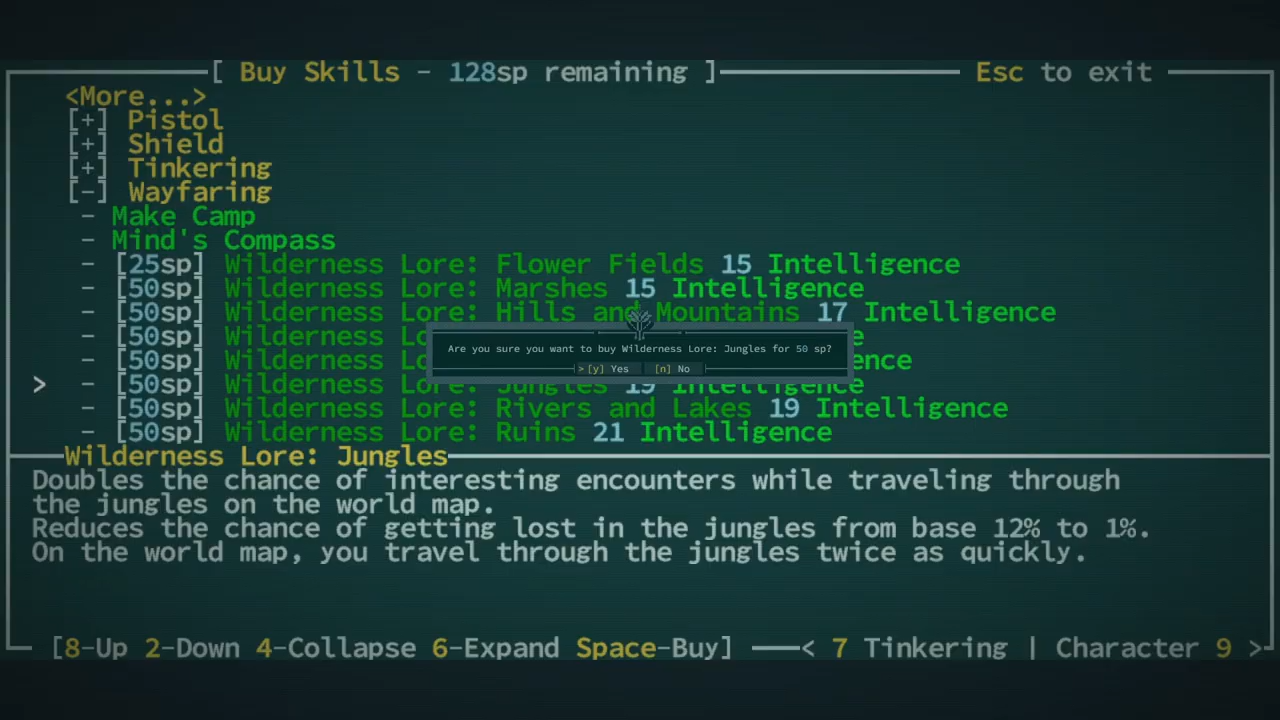 [ Buy Skills - 128sp remaining ] Esc to exit
<More...>
[+] Pistol
[+] Shield
[+] Tinkering
[-] Wayfaring
- Make Camp
- Mind's Compass
- [25sp] Wilderness Lore: Flower Fields 15 Intelligence
- [50sp] Wilderness Lore: Marshes 15 Intelligence
- [50sp] Wilderness Lore: Hills and Mountains 17 Intelligence
- [50sp] Wilderness Lore:
- [50sp] Wilderness Lore:
> - [50sp] Wilderness Lore: Jungles 19 Intelligence
- [50sp] Wilderness Lore: Rivers and Lakes 19 Intelligence
- [50sp] Wilderness Lore: Ruins 21 Intelligence
Are you sure you want to buy Wilderness Lore: Jungles for 50 sp?
> [y] Yes [n] No
Wilderness Lore: Jungles
Doubles the chance of interesting encounters while traveling through
the jungles on the world map.
Reduces the chance of getting lost in the jungles from base 12% to 1%.
On the world map, you travel through the jungles twice as quickly.
[8-Up 2-Down 4-Collapse 6-Expand Space-Buy] < 7 Tinkering | Character 9 >